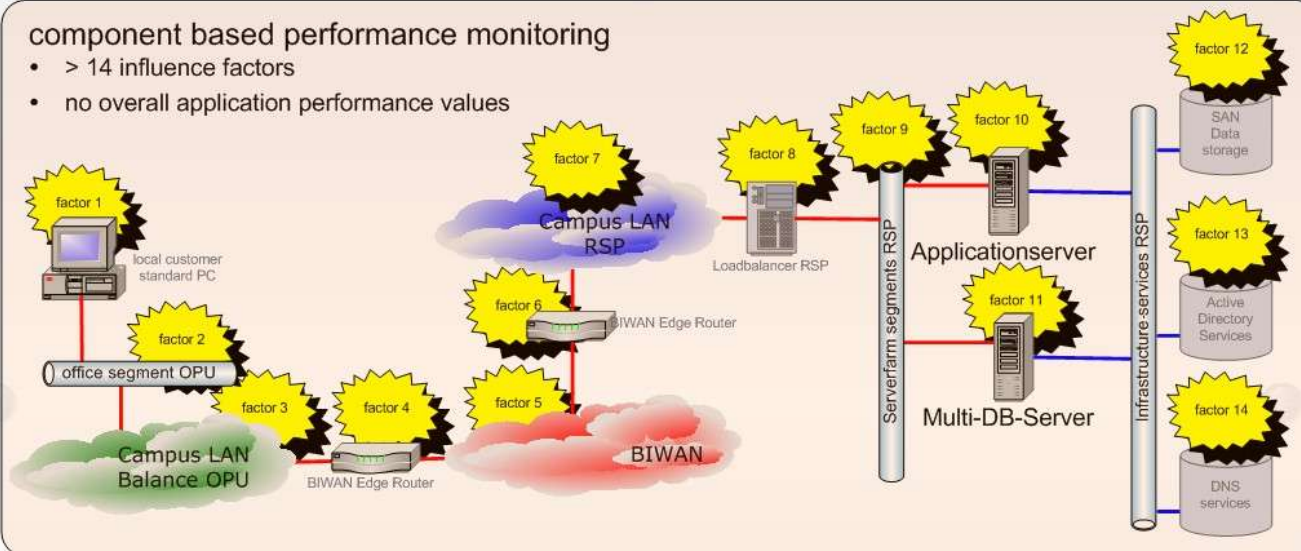 component based performance monitoring
• > 14 influence factors
• no overall application performance values
factor 1
local customer
standard PC
factor 2
office segment OPU
factor 3
Campus LAN
Balance OPU
factor 4
BIWAN Edge Router
factor 5
BIWAN
factor 6
BIWAN Edge Router
factor 7
Campus LAN
RSP
factor 8
Loadbalancer RSP
factor 9
Serverfarm segments RSP
factor 10
Applicationserver
factor 11
Multi-DB-Server
Infrastructure-services RSP
factor 12
SAN
Data
storage
factor 13
Active
Directory
Services
factor 14
DNS
services